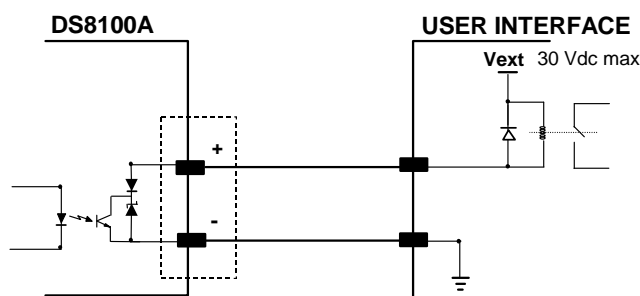 DS8100A
USER INTERFACE
Vext 30 Vdc max
+
-